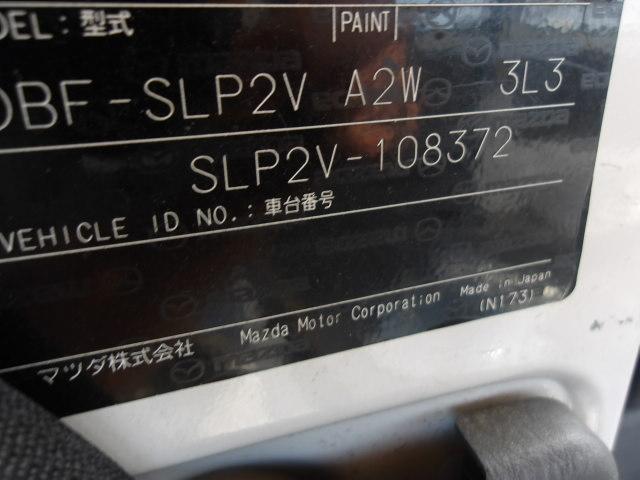 DEL: 型式 PAINT
DBF-SLP2V A2W 3L3
SLP2V-108372
VEHICLE ID NO.: 車台番号
マツダ株式会社 Mazda Motor Corporation Made in Japan
(N173)